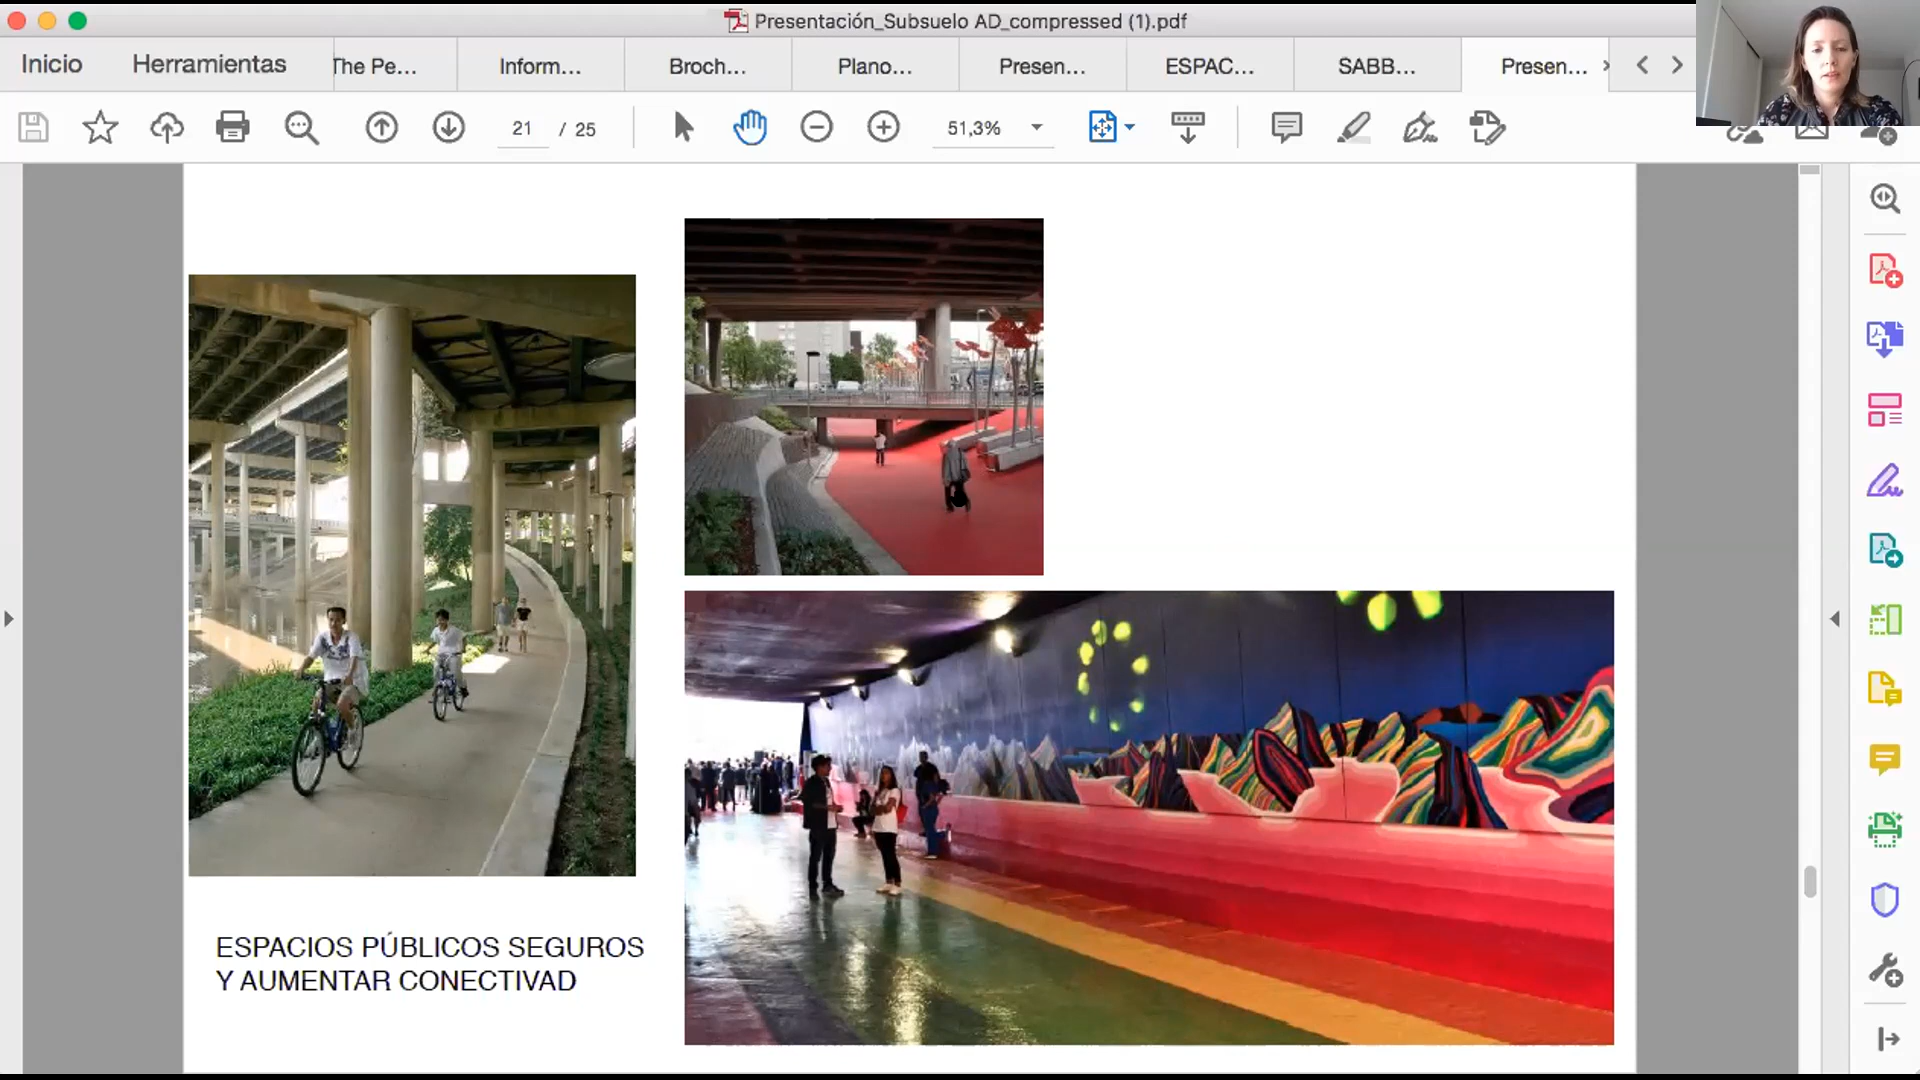 Presentación_Subsuelo AD_compressed (1).pdf
Inicio
Herramientas
The Pe...
Inform...
Broch...
Plano...
Presen...
ESPAC...
SABB...
Presen...
21 / 25
51,3%
ESPACIOS PÚBLICOS SEGUROS
Y AUMENTAR CONECTIVAD